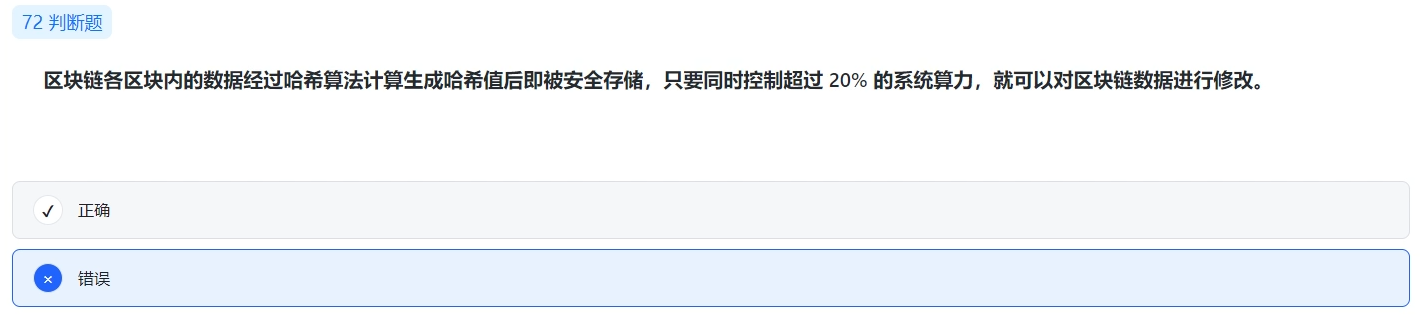 72 判断题
区块链各区块内的数据经过哈希算法计算生成哈希值后即被安全存储，只要同时控制超过 20% 的系统算力，就可以对区块链数据进行修改。
✓ 正确
× 错误